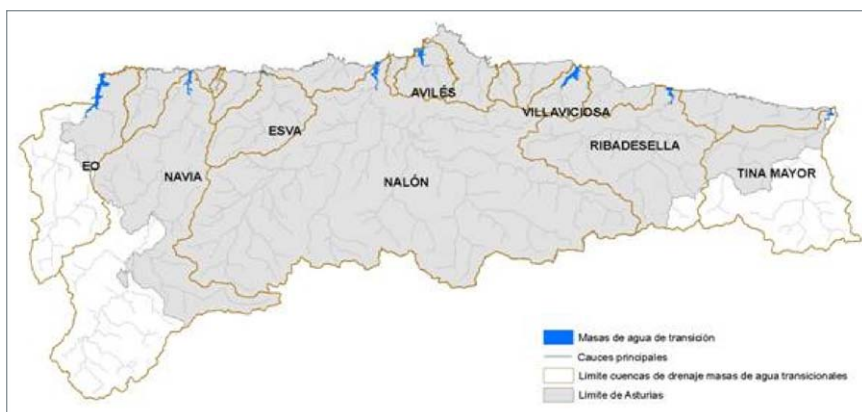 AVILÉS
VILLAVICIOSA
ESVA
RIBADESELLA
EO
NAVIA
NALÓN
TINA MAYOR
Masas de agua de transición
Cauces principales
Límite cuencas de drenaje masas de agua transicionales
Límite de Asturias